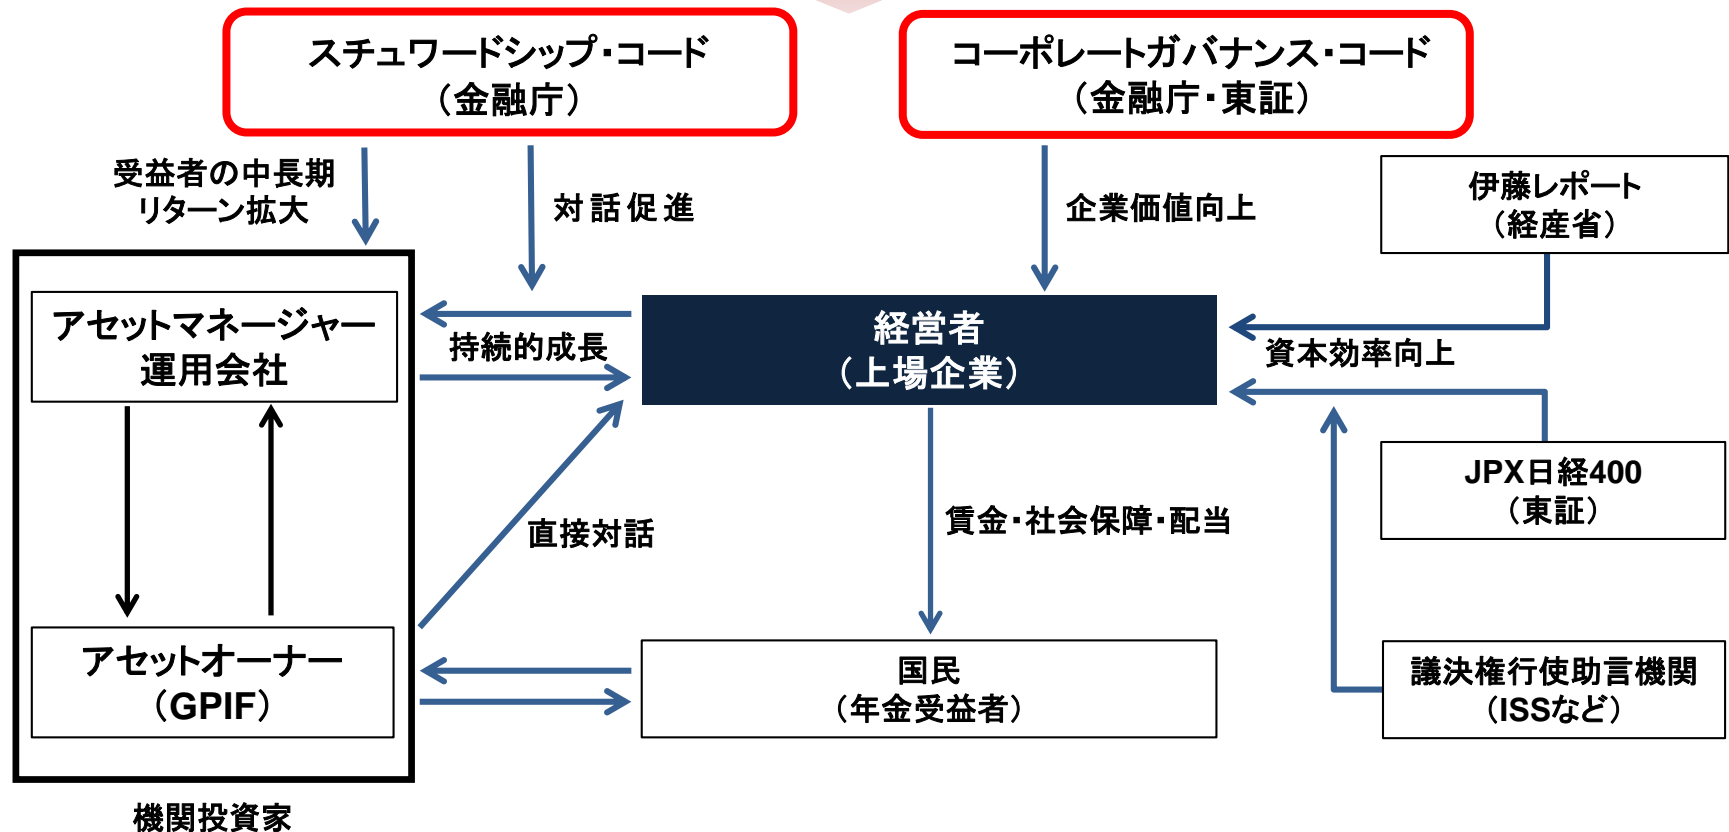 スチュワードシップ・コード
（金融庁）
コーポレートガバナンス・コード
（金融庁・東証）
受益者の中長期
リターン拡大
対話促進
企業価値向上
伊藤レポート
（経産省）
アセットマネージャー
運用会社
持続的成長
経営者
（上場企業）
資本効率向上
JPX日経400
（東証）
直接対話
賃金・社会保障・配当
アセットオーナー
（GPIF）
国民
（年金受益者）
議決権行使助言機関
（ISSなど）
機関投資家